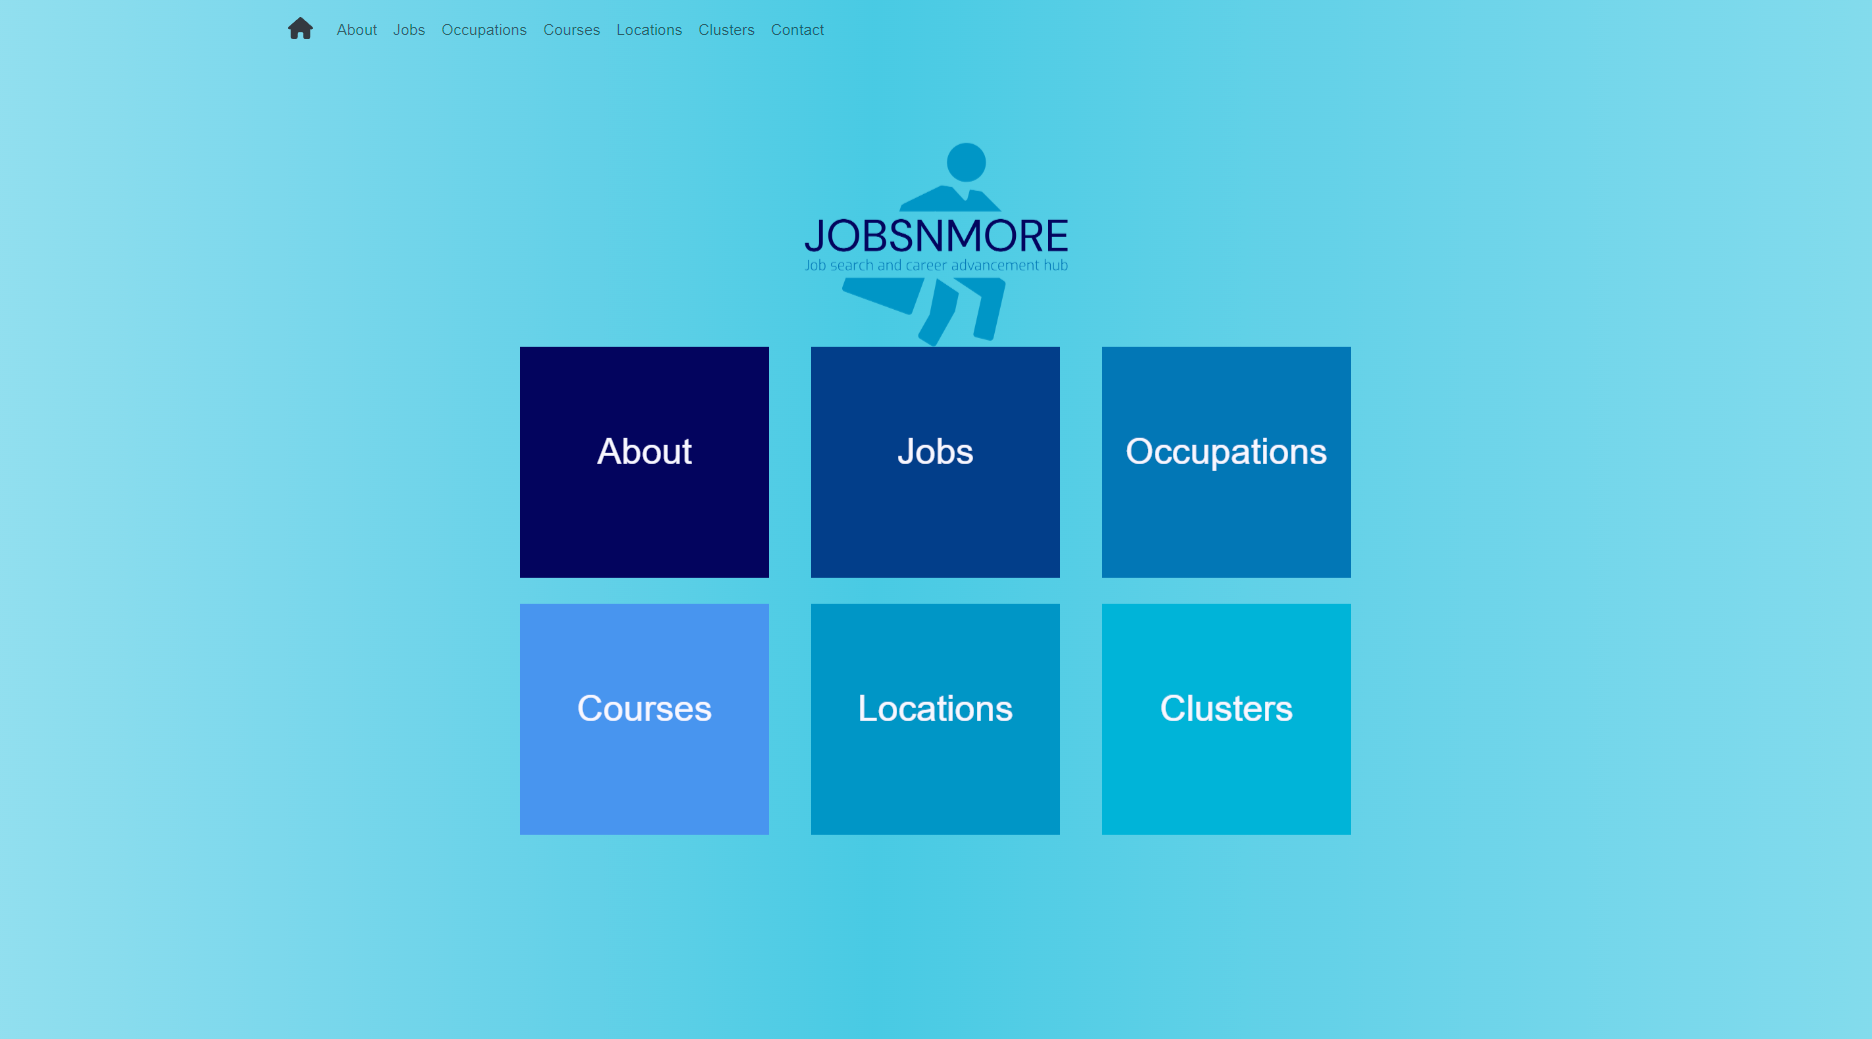 About Jobs Occupations Courses Locations Clusters Contact
JOBSNMORE
Job search and career advancement hub
About Jobs Occupations
Courses Locations Clusters